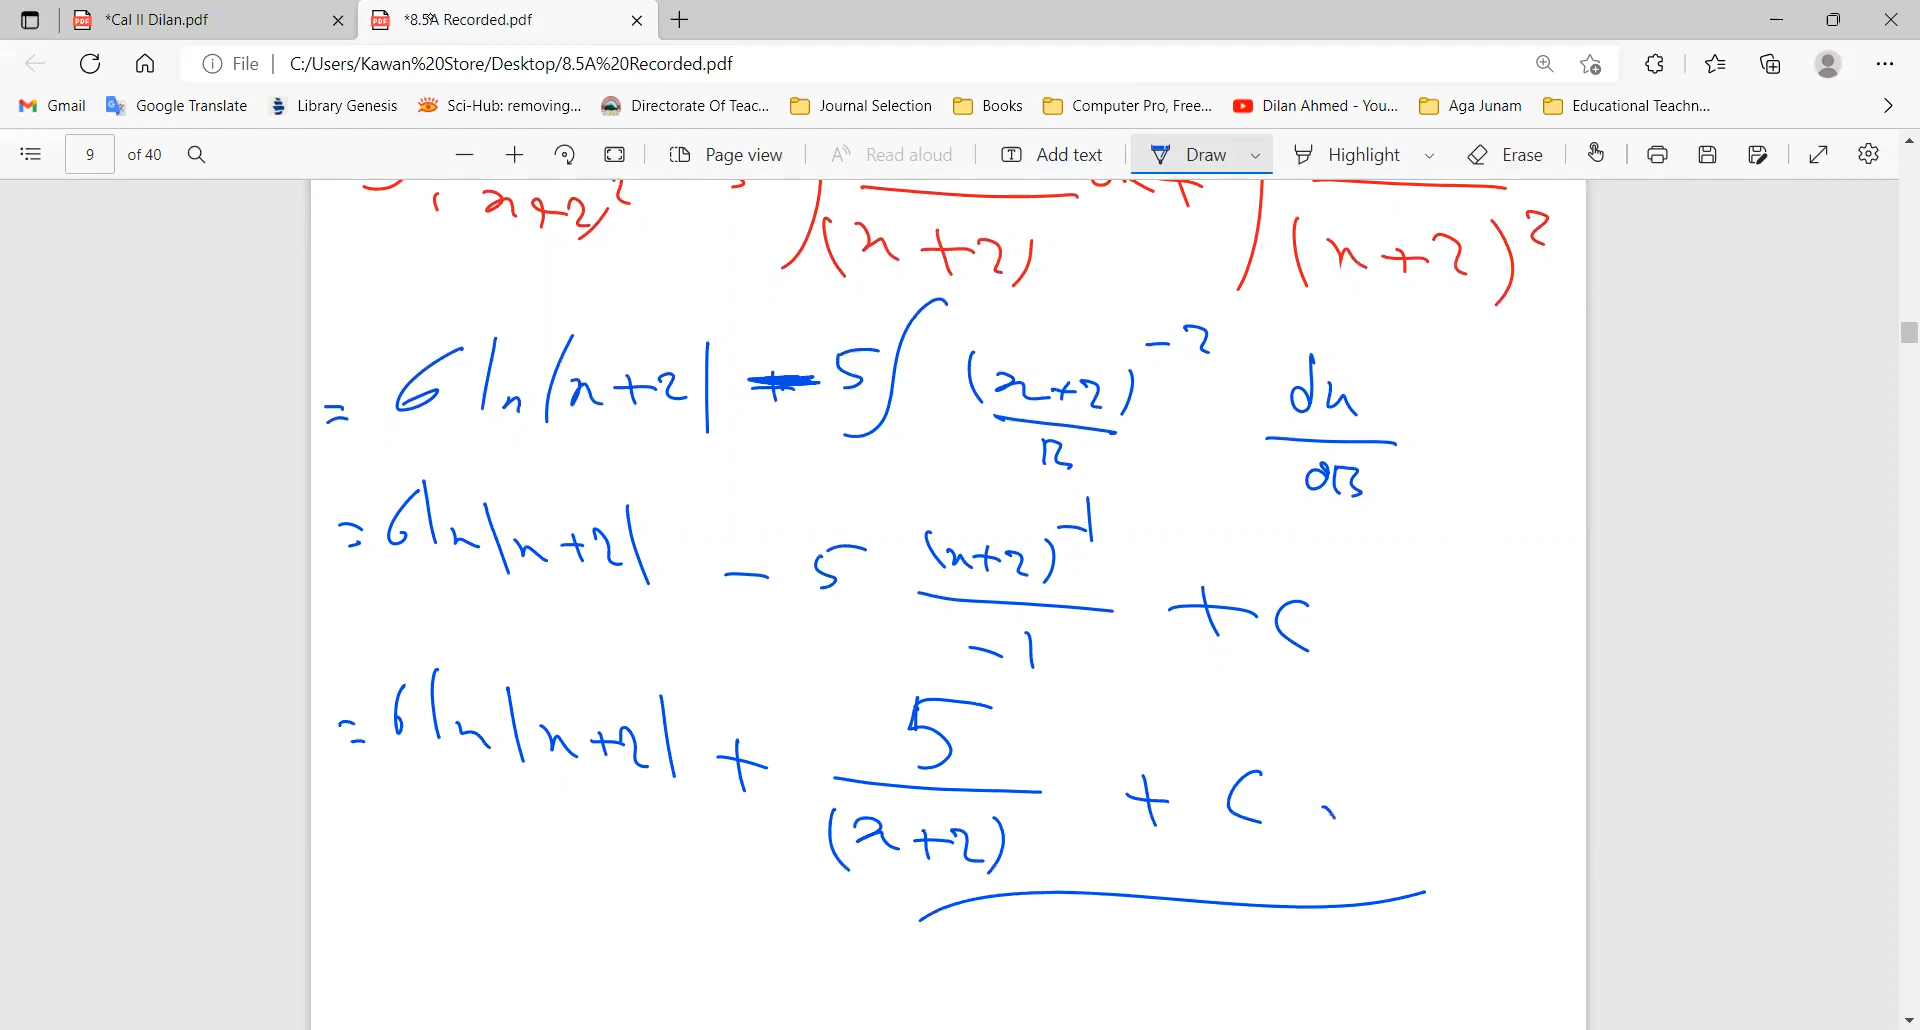 *Cal II Dilan.pdf
*8.5A Recorded.pdf
File
C:/Users/Kawan%20Store/Desktop/8.5A%20Recorded.pdf
Gmail Google Translate Library Genesis Sci-Hub: removing... Directorate Of Teac... Journal Selection Books Computer Pro, Free... Dilan Ahmed - You... Aga Junam Educational Teachn...
9 of 40 Page view Read aloud Add text Draw Highlight Erase
x+2)² (x+2) (x+2)²
= 6 ln|x+2| - 5∫ (x+2)^-2 dx
= 6 ln|x+2| - 5 (x+2)^-1 / -1 + C
= 6 ln|x+2| + 5 / (x+2) + C.